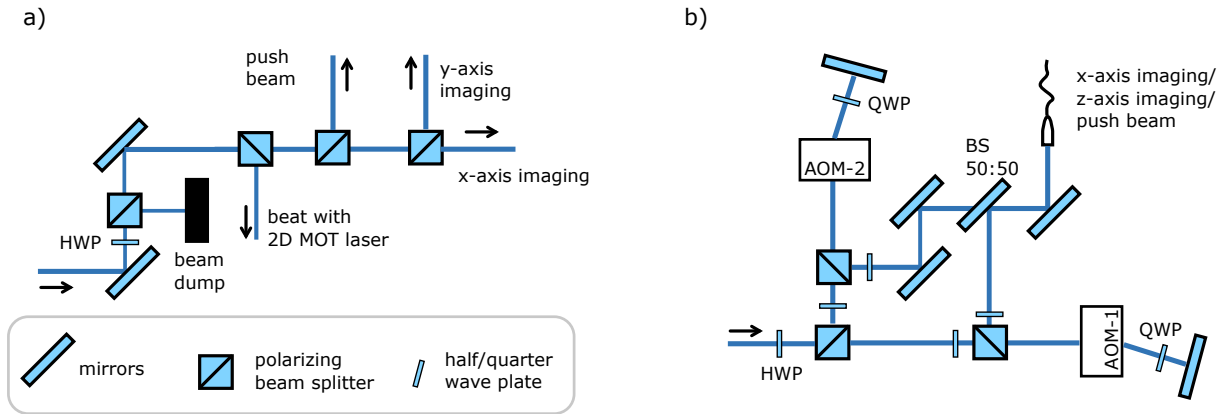 a)
push
beam
y-axis
imaging
x-axis imaging
HWP
beat with
2D MOT laser
beam
dump
mirrors
polarizing
beam splitter
half/quarter
wave plate
b)
QWP
x-axis imaging/
z-axis imaging/
push beam
AOM-2
BS
50:50
HWP
AOM-1
QWP